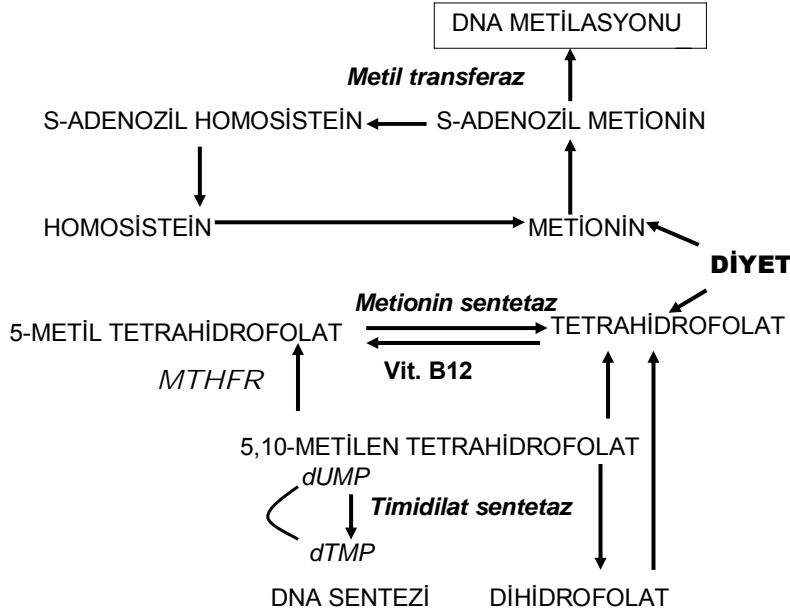 DNA METİLASYONU
Metil transferaz
S-ADENOZİL HOMOSİSTEİN S-ADENOZİL METİONİN
HOMOSİSTEİN METİONİN
DİYET
Metionin sentetaz
5-METİL TETRAHİDROFOLAT TETRAHİDROFOLAT
MTHFR Vit. B12
5,10-METİLEN TETRAHİDROFOLAT
dUMP
Timidilat sentetaz
dTMP
DNA SENTEZİ DİHİDROFOLAT